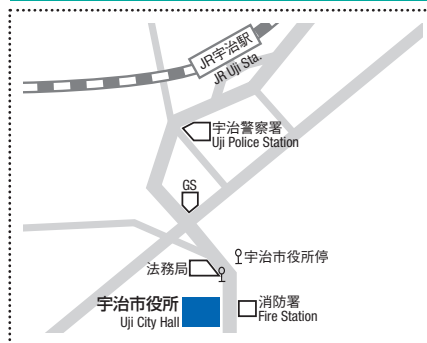 JR宇治駅
JR Uji Sta.
宇治警察署
Uji Police Station
GS
宇治市役所停
法務局
宇治市役所
Uji City Hall
消防署
Fire Station